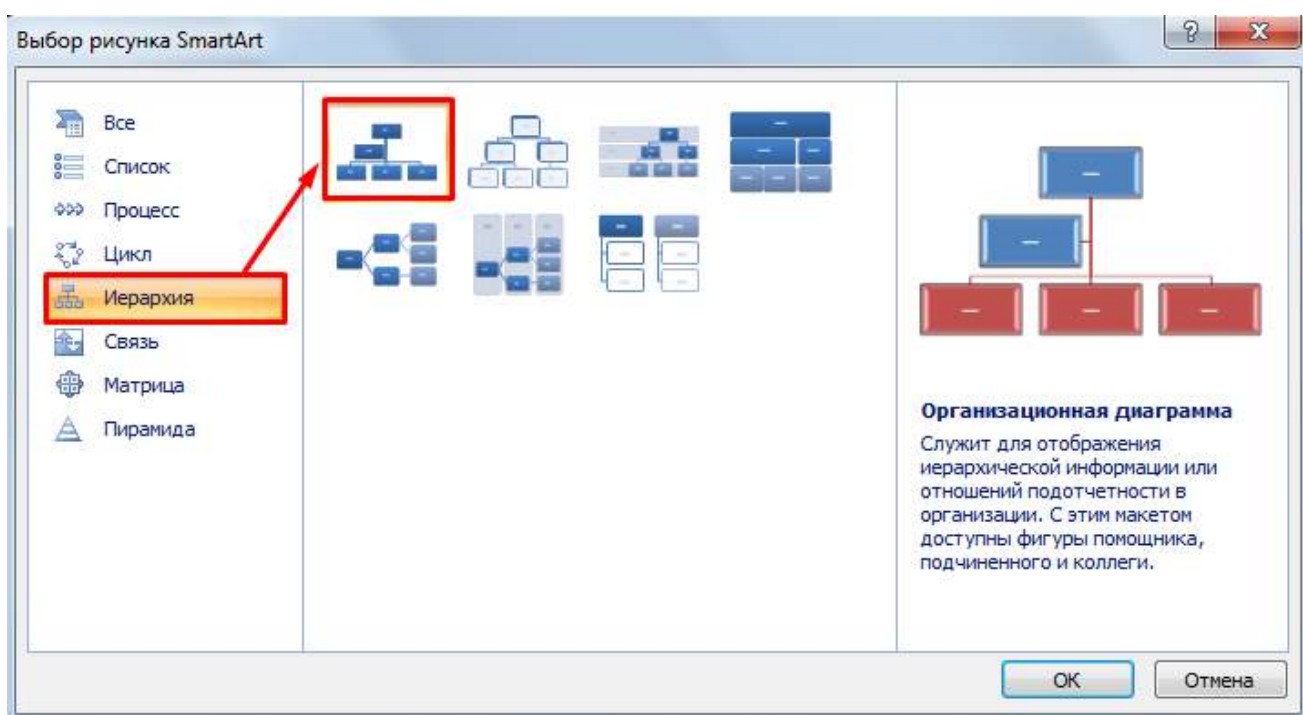 Выбор рисунка SmartArt
Все
Список
Процесс
Цикл
Иерархия
Связь
Матрица
Пирамида
Организационная диаграмма
Служит для отображения
иерархической информации или
отношений подотчетности в
организации. С этим макетом
доступны фигуры помощника,
подчиненного и коллеги.
ОК
Отмена